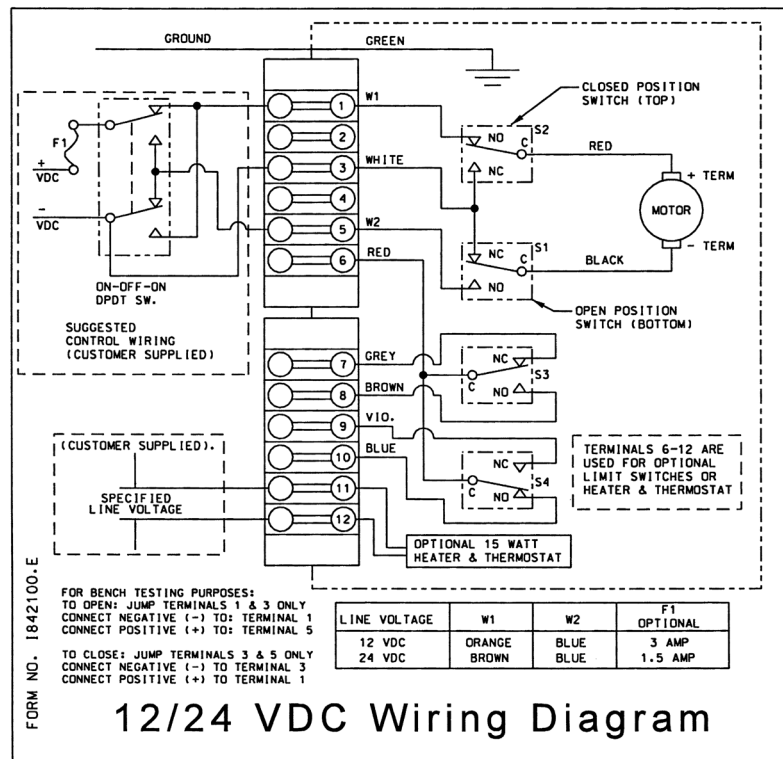 GROUND
GREEN
CLOSED POSITION
SWITCH (TOP)
F1
+
VDC
-
VDC
ON-OFF-ON
DPDT SW.
SUGGESTED
CONTROL WIRING
(CUSTOMER SUPPLIED)
1
2
3
4
5
6
W1
WHITE
W2
RED
NO
S2
C
NC
RED
+ TERM
MOTOR
- TERM
BLACK
NC
S1
C
NO
OPEN POSITION
SWITCH (BOTTOM)
7
8
9
10
11
12
GREY
BROWN
VIO.
BLUE
NC
C
S3
NO
NC
C
S4
NO
(CUSTOMER SUPPLIED).
SPECIFIED
LINE VOLTAGE
TERMINALS 6-12 ARE
USED FOR OPTIONAL
LIMIT SWITCHES OR
HEATER & THERMOSTAT
OPTIONAL 15 WATT
HEATER & THERMOSTAT
FORM NO. I842100.E
FOR BENCH TESTING PURPOSES:
TO OPEN: JUMP TERMINALS 1 & 3 ONLY
CONNECT NEGATIVE (-) TO: TERMINAL 1
CONNECT POSITIVE (+) TO: TERMINAL 5
TO CLOSE: JUMP TERMINALS 3 & 5 ONLY
CONNECT NEGATIVE (-) TO TERMINAL 3
CONNECT POSITIVE (+) TO TERMINAL 1
LINE VOLTAGE W1 W2 F1 OPTIONAL
12 VDC ORANGE BLUE 3 AMP
24 VDC BROWN BLUE 1.5 AMP
12/24 VDC Wiring Diagram